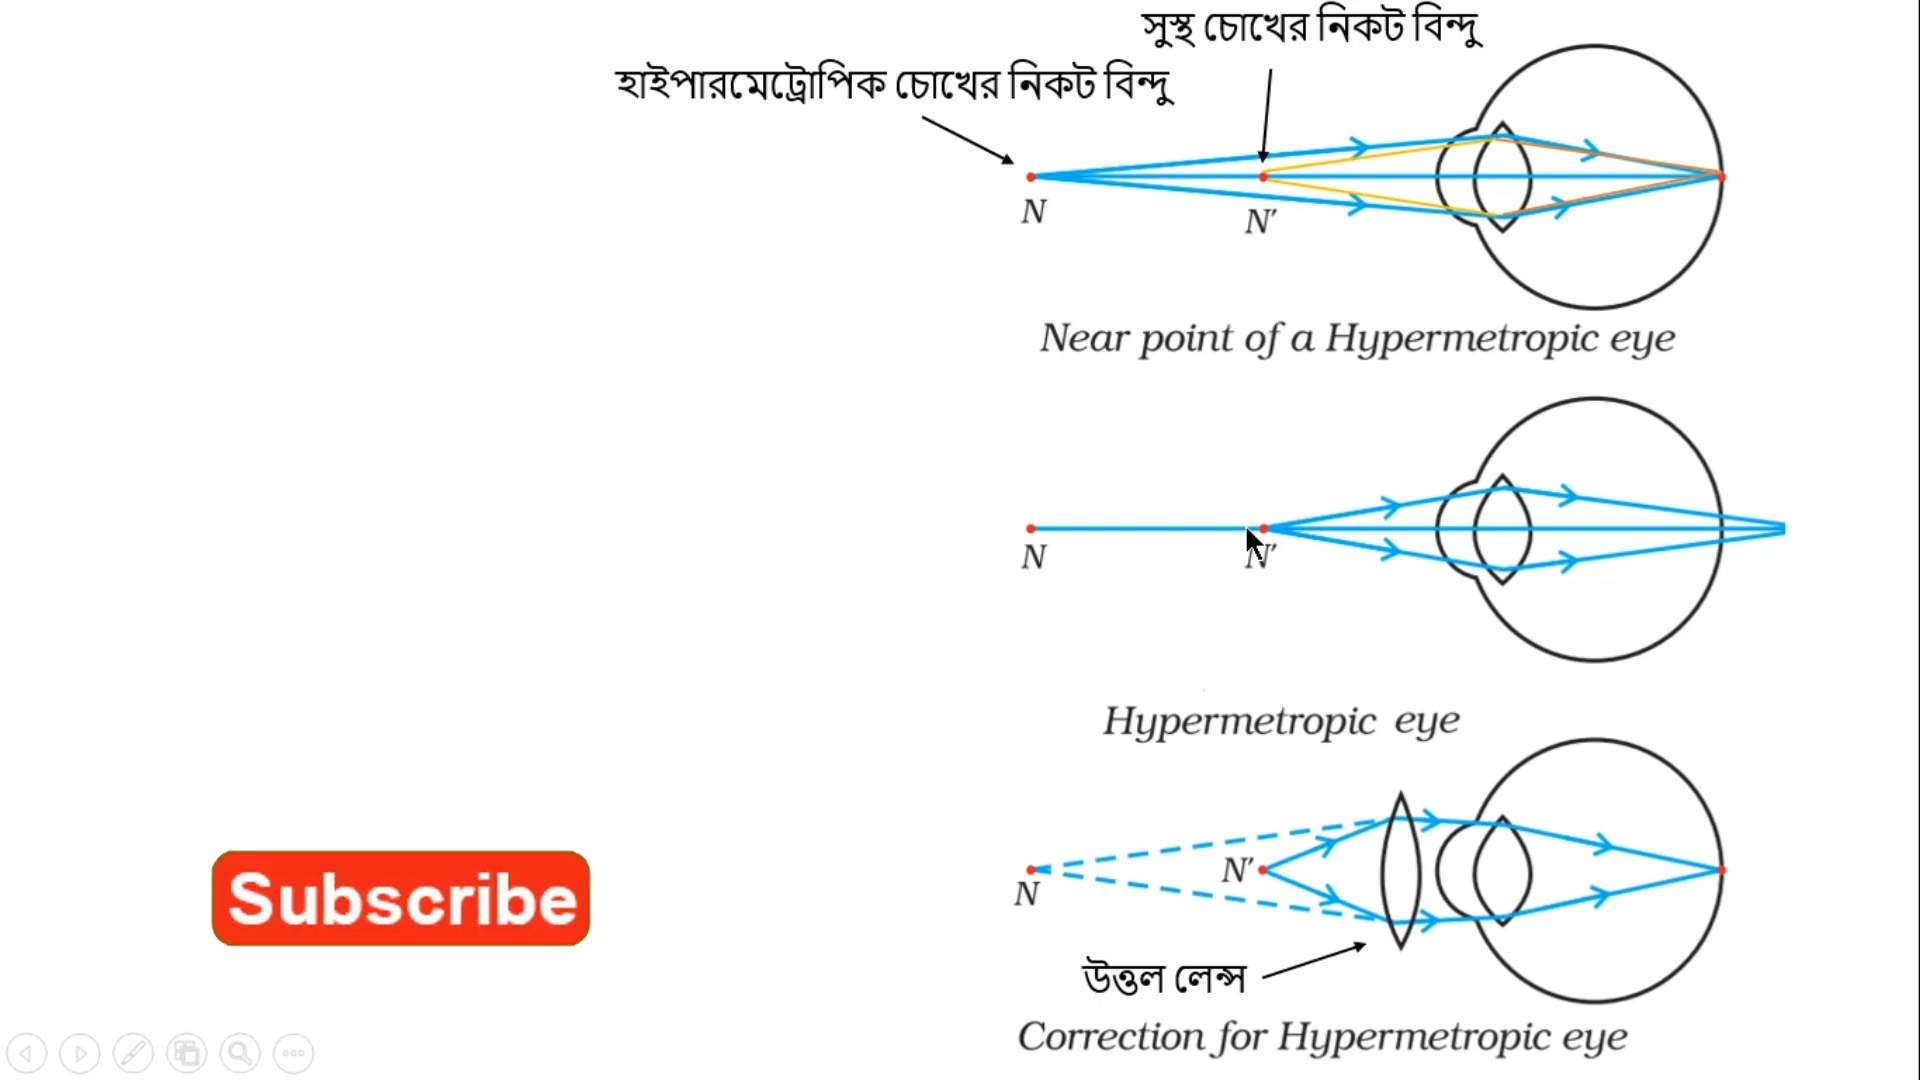 সুস্থ চোখের নিকট বিন্দু
হাইপারমেট্রোপিক চোখের নিকট বিন্দু
N
N′
Near point of a Hypermetropic eye
N
N′
Hypermetropic eye
N′
N
Subscribe
উত্তল লেন্স
Correction for Hypermetropic eye